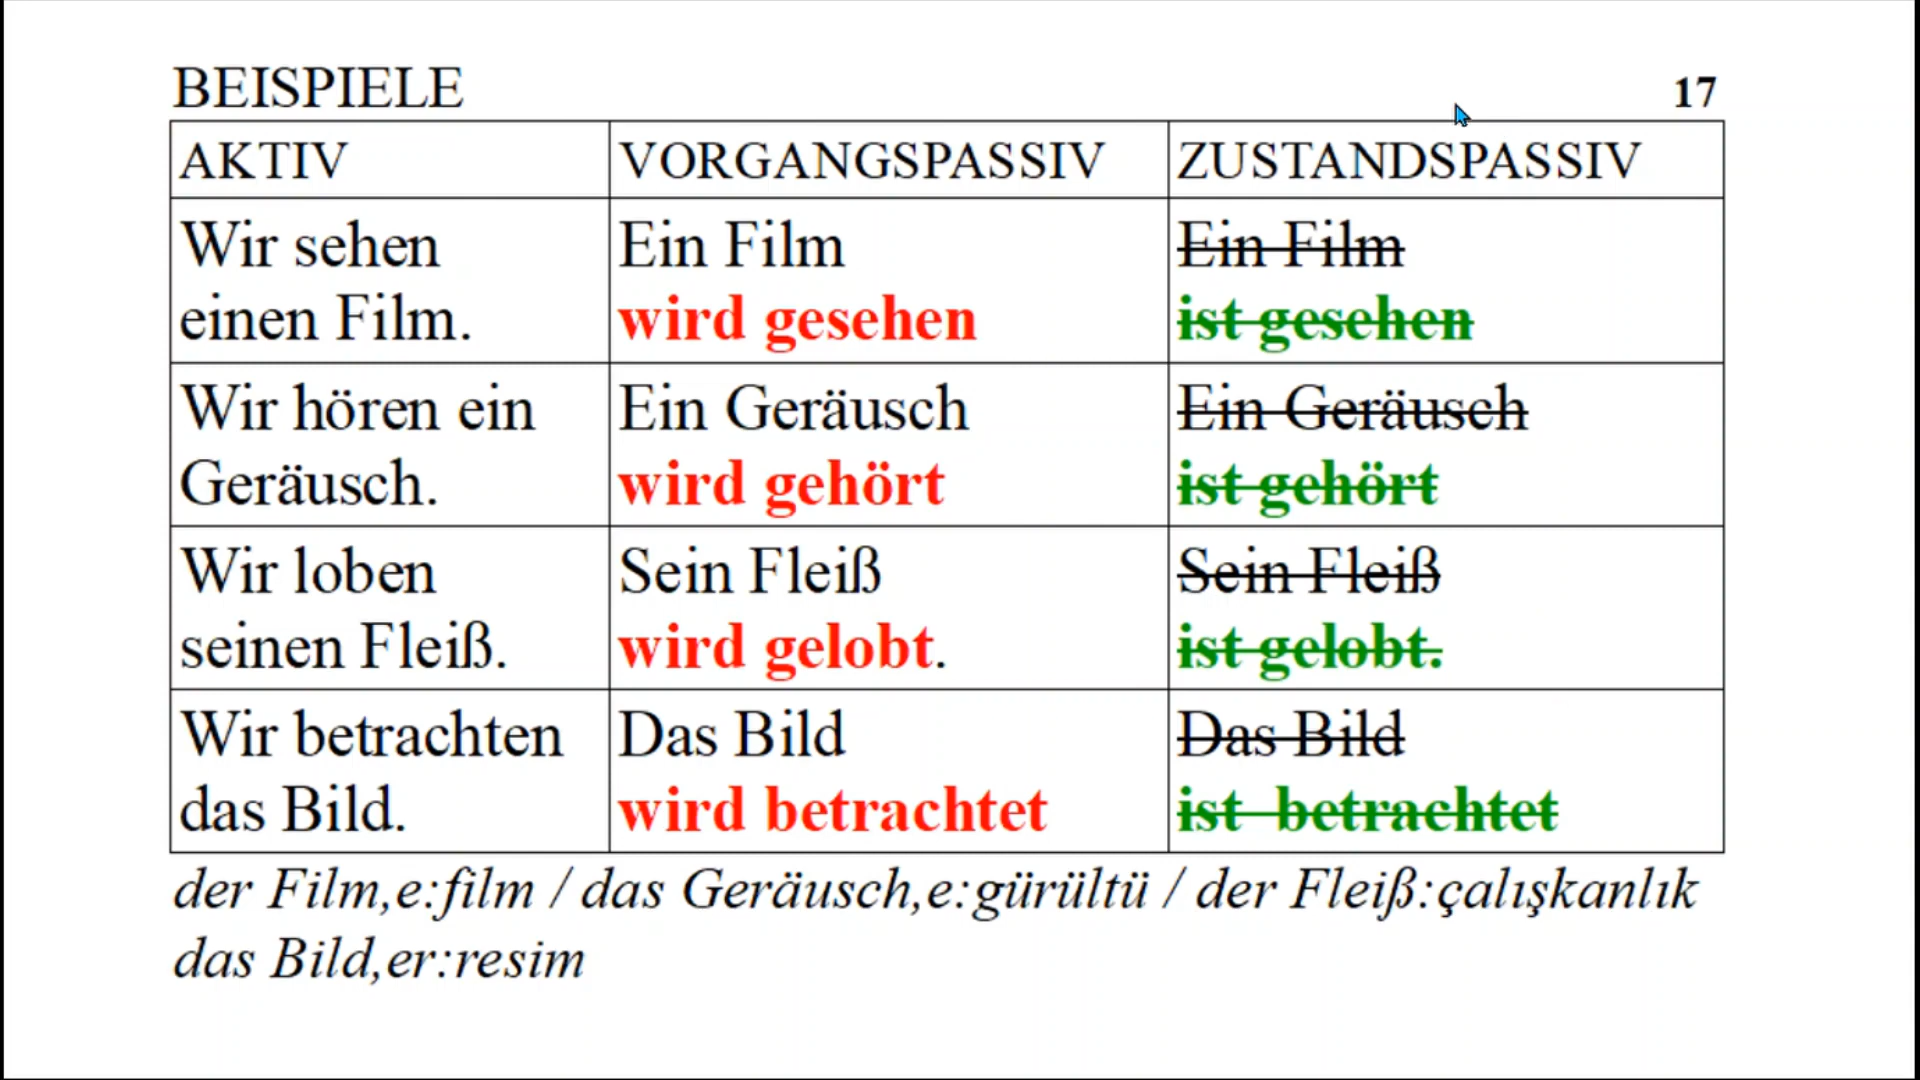 BEISPIELE 17
AKTIV VORGANGSPASSIV ZUSTANDSPASSIV
Wir sehen Ein Film Ein Film
einen Film. wird gesehen ist gesehen
Wir hören ein Ein Geräusch Ein Geräusch
Geräusch. wird gehört ist gehört
Wir loben Sein Fleiß Sein Fleiß
seinen Fleiß. wird gelobt. ist gelobt.
Wir betrachten Das Bild Das Bild
das Bild. wird betrachtet ist betrachtet
der Film,e:film / das Geräusch,e:gürültü / der Fleiß:çalışkanlık
das Bild,er:resim